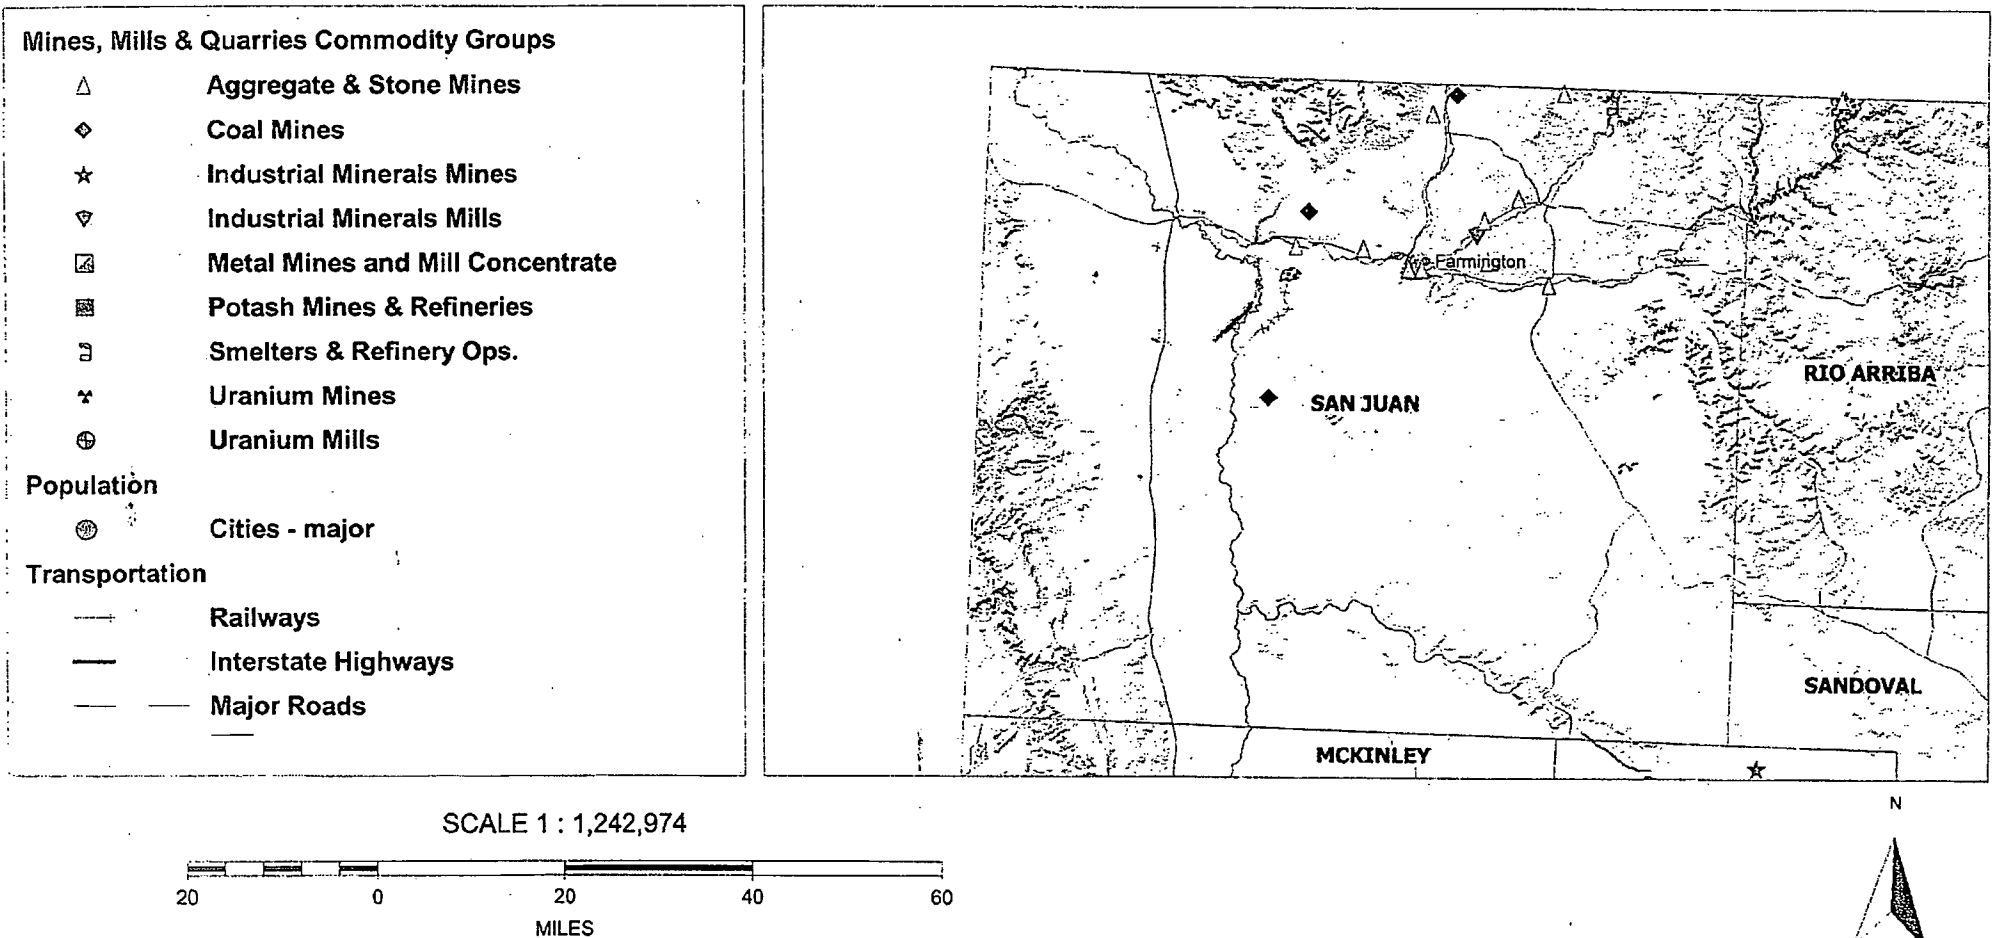 Mines, Mills & Quarries Commodity Groups
Aggregate & Stone Mines
Coal Mines
Industrial Minerals Mines
Industrial Minerals Mills
Metal Mines and Mill Concentrate
Potash Mines & Refineries
Smelters & Refinery Ops.
Uranium Mines
Uranium Mills
Population
Cities - major
Transportation
Railways
Interstate Highways
Major Roads
SCALE 1 : 1,242,974
20 0 20 40 60
MILES
Farmington
RIO ARRIBA
SAN JUAN
SANDOVAL
MCKINLEY
N